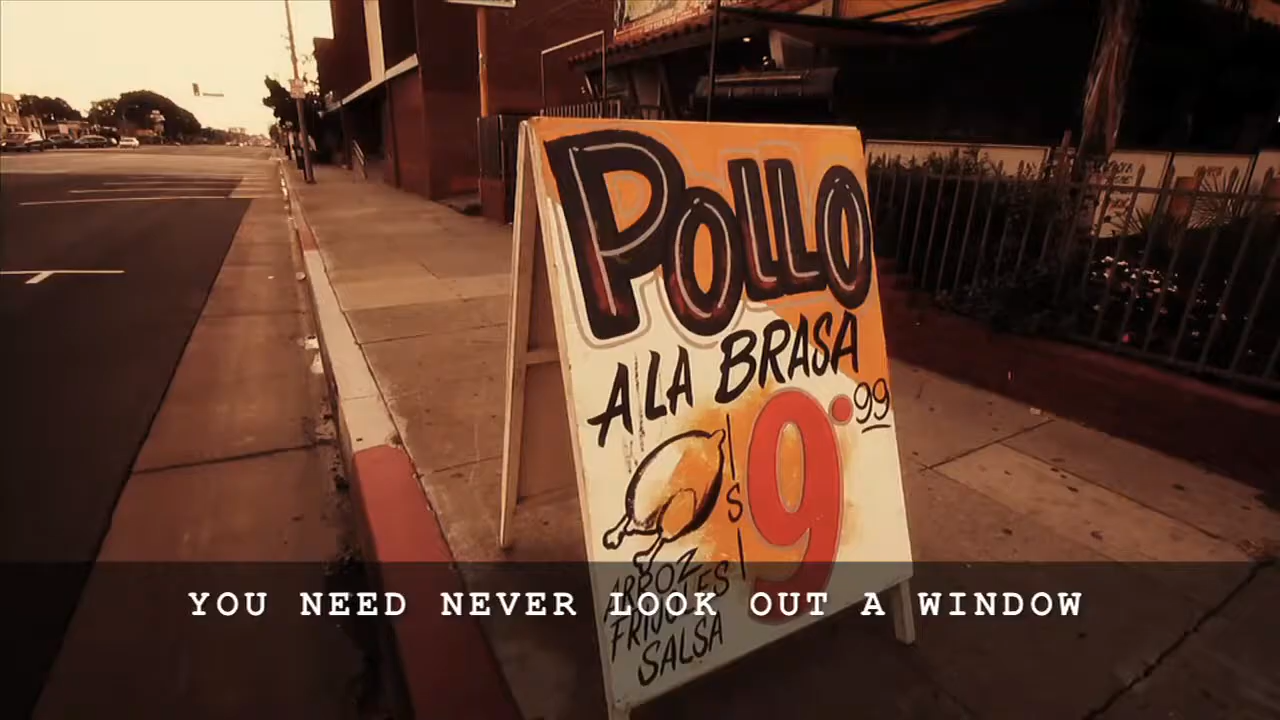 POLLO
A LA BRASA
$ 9.99
ARROZ
FRIJOLES
SALSA
YOU NEED NEVER LOOK OUT A WINDOW